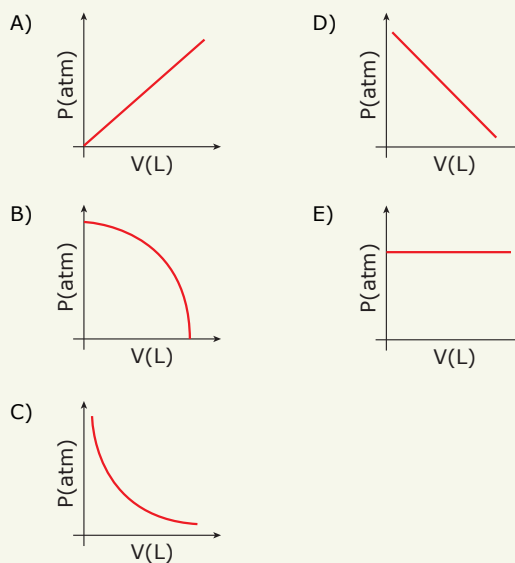 A)
P(atm)
V(L)
B)
P(atm)
V(L)
C)
P(atm)
V(L)
D)
P(atm)
V(L)
E)
P(atm)
V(L)